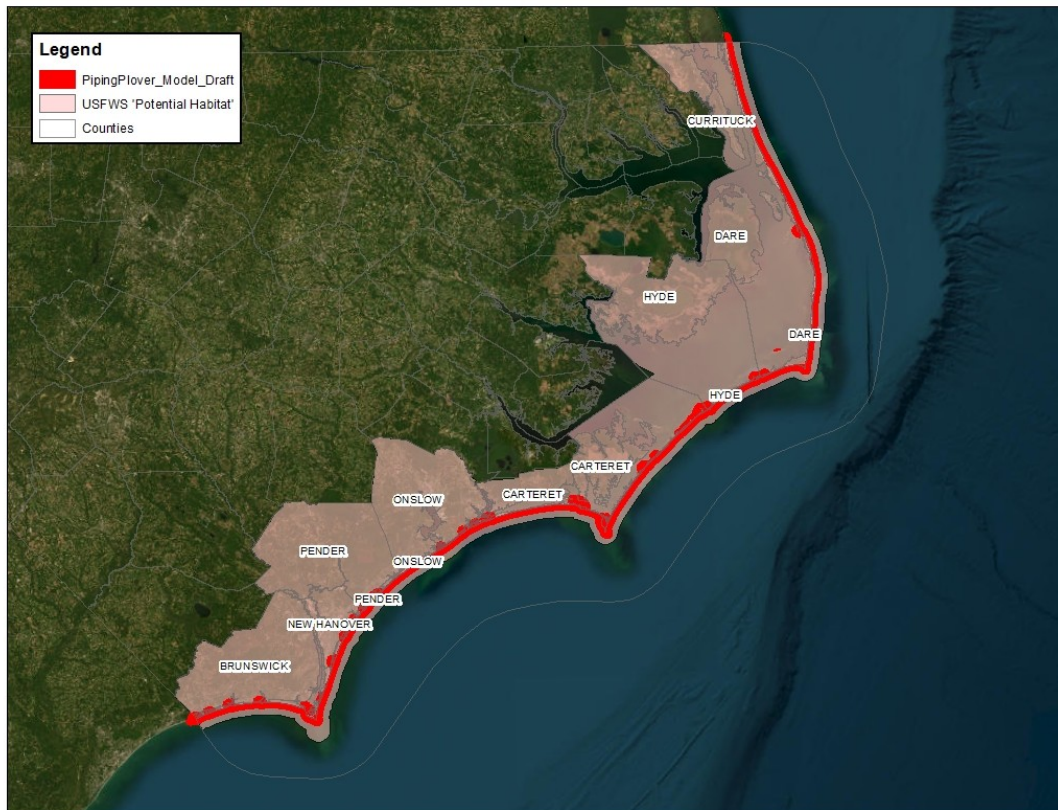 Legend
PipingPlover_Model_Draft
USFWS 'Potential Habitat'
Counties
CURRITUCK
DARE
HYDE
DARE
HYDE
CARTERET
ONSLOW
CARTERET
PENDER
ONSLOW
PENDER
NEW HANOVER
BRUNSWICK